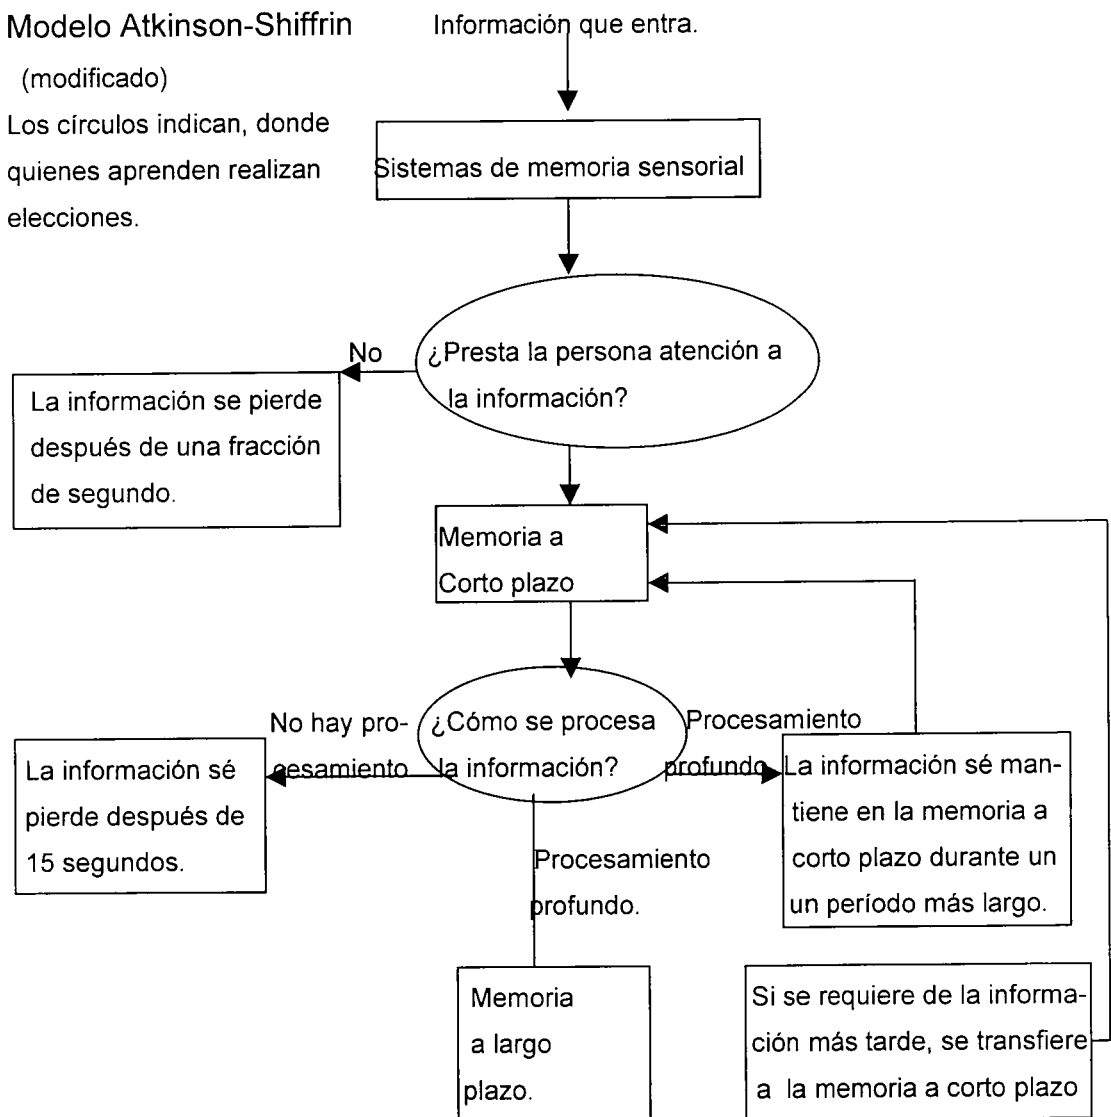 Modelo Atkinson-Shiffrin
(modificado)
Los círculos indican, donde
quienes aprenden realizan
elecciones.
Información que entra.
Sistemas de memoria sensorial
¿Presta la persona atención a
la información?
No
La información se pierde
después de una fracción
de segundo.
Memoria a
Corto plazo
¿Cómo se procesa
la información?
No hay pro-
cesamiento
La información sé
pierde después de
15 segundos.
Procesamiento
profundo
La información sé man-
tiene en la memoria a
corto plazo durante un
un período más largo.
Procesamiento
profundo.
Memoria
a largo
plazo.
Si se requiere de la informa-
ción más tarde, se transfiere
a la memoria a corto plazo